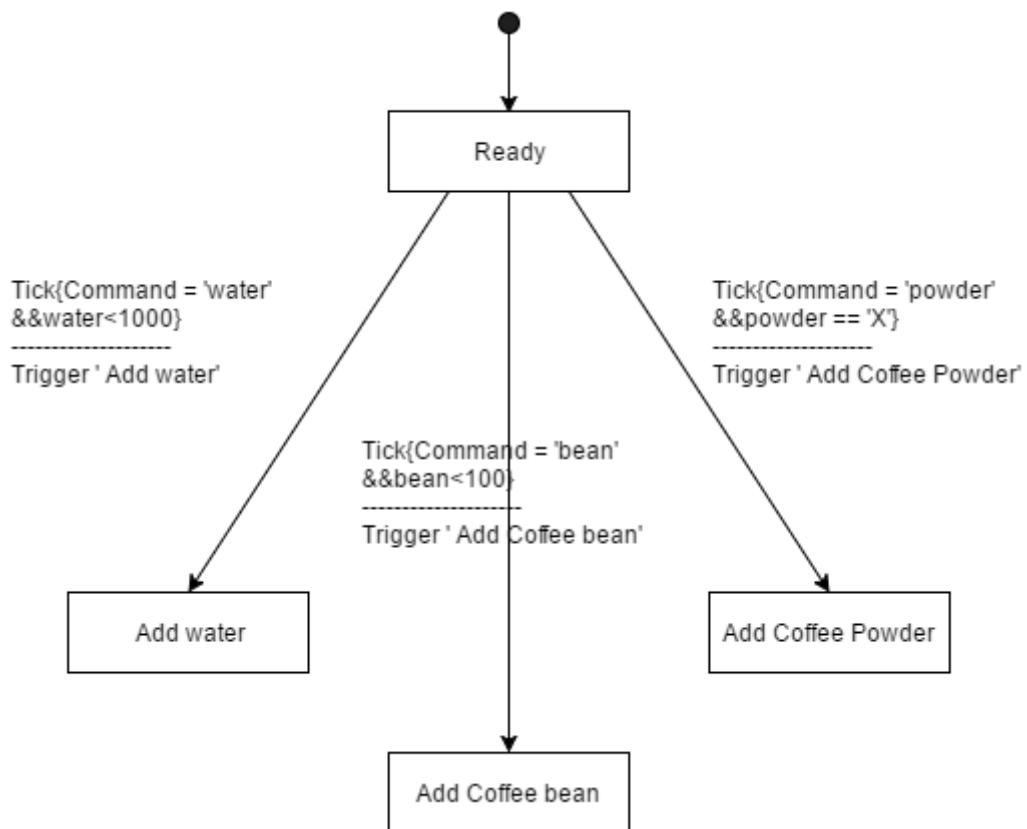 Ready
Tick{Command = 'water'
&&water<1000}
--------------------
Trigger ' Add water'
Tick{Command = 'powder'
&&powder == 'X'}
--------------------
Trigger ' Add Coffee Powder'
Tick{Command = 'bean'
&&bean<100}
--------------------
Trigger ' Add Coffee bean'
Add water
Add Coffee Powder
Add Coffee bean